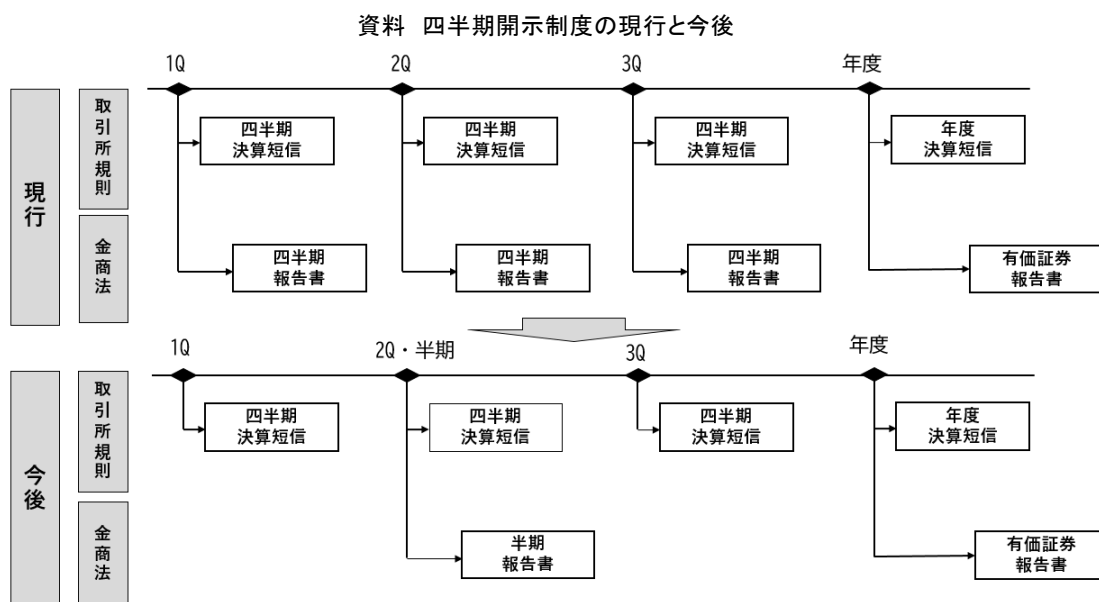 資料 四半期開示制度の現行と今後
1Q
2Q
3Q
年度
現行
取引所規則
四半期
決算短信
四半期
決算短信
四半期
決算短信
年度
決算短信
金商法
四半期
報告書
四半期
報告書
四半期
報告書
有価証券
報告書
1Q
2Q・半期
3Q
年度
今後
取引所規則
四半期
決算短信
四半期
決算短信
四半期
決算短信
年度
決算短信
金商法
半期
報告書
有価証券
報告書